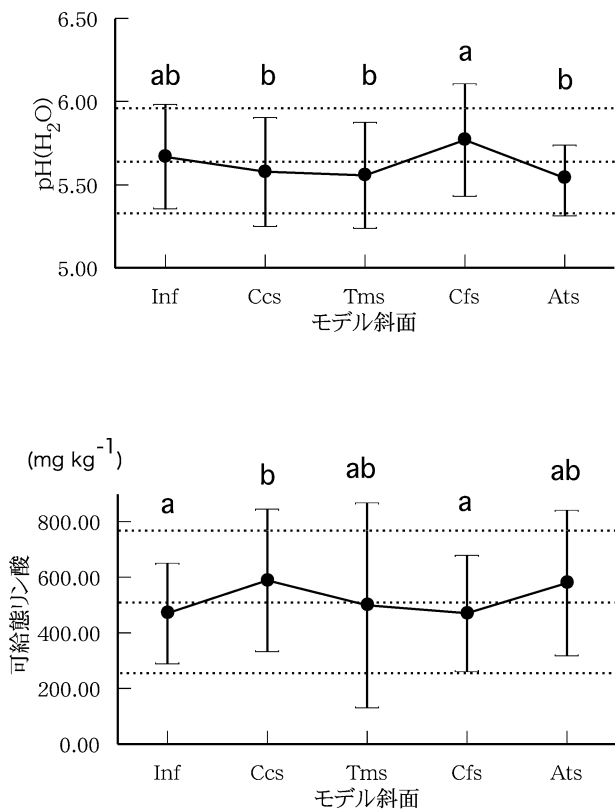 6.50
ab b b a b
6.00
pH(H₂O)
5.50
5.00
Inf Ccs Tms Cfs Ats
モデル斜面
(mg kg⁻¹)
a b ab a ab
800.00
600.00
可給態リン酸
400.00
200.00
0.00
Inf Ccs Tms Cfs Ats
モデル斜面